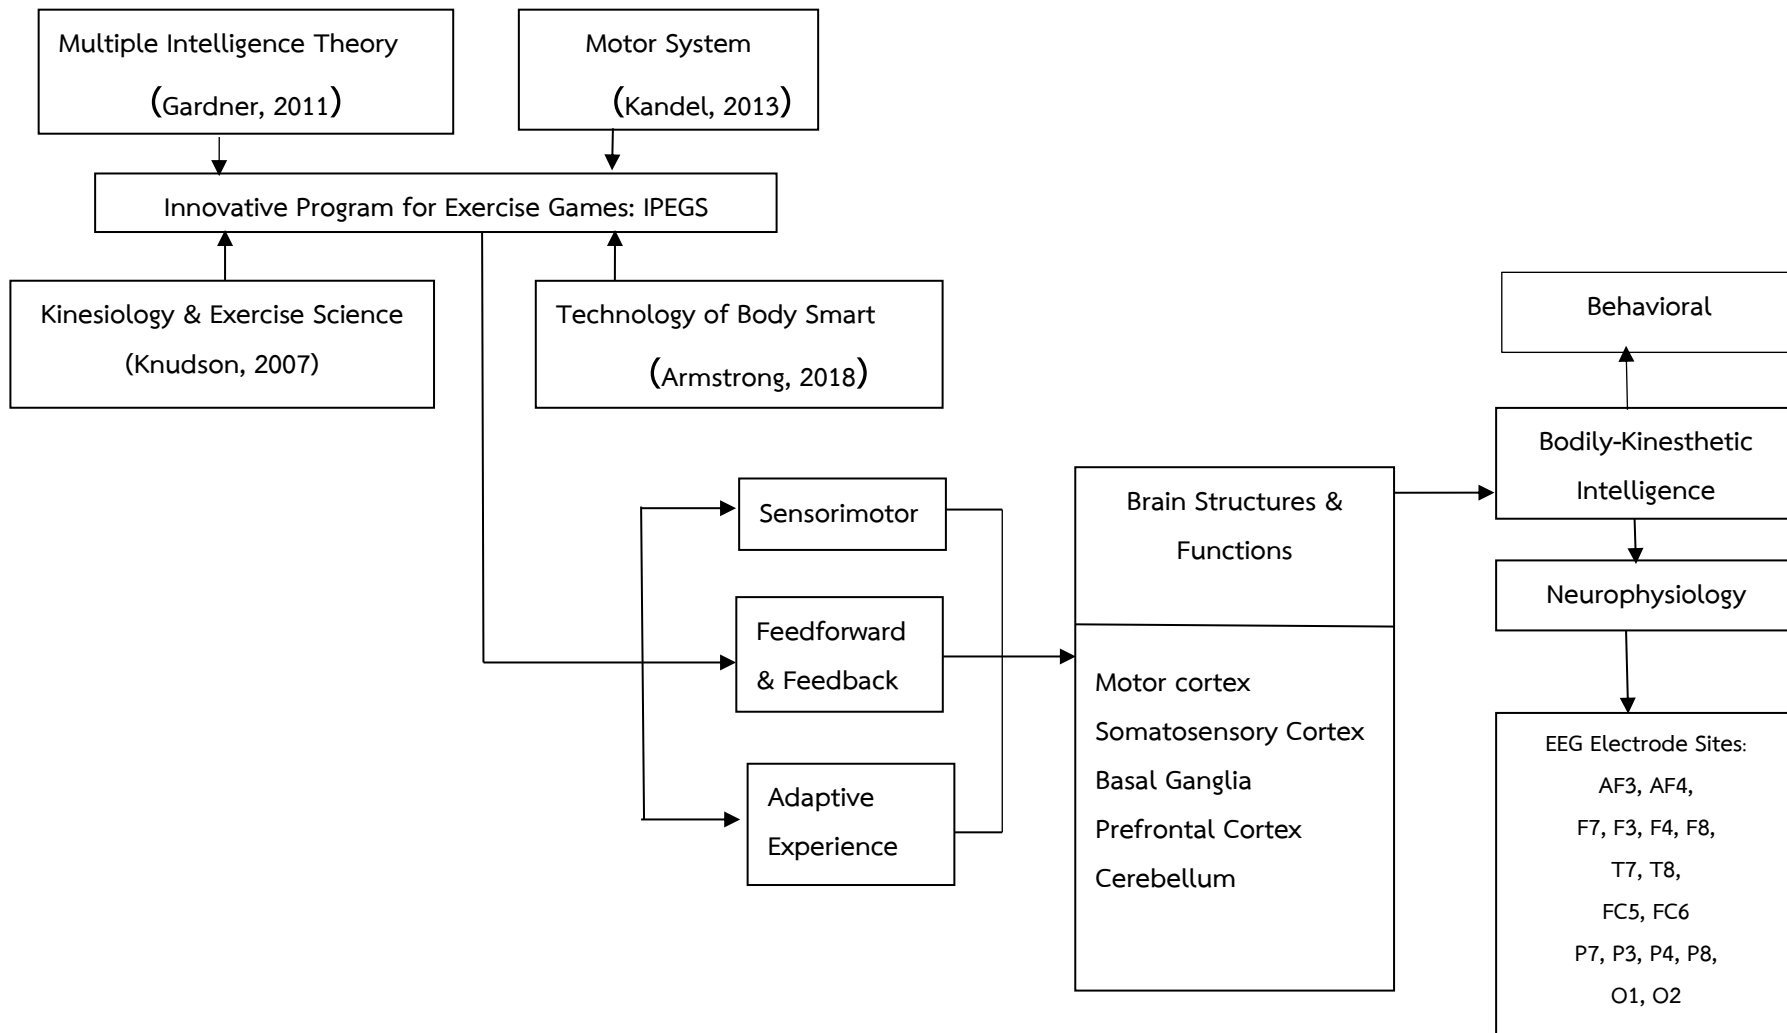 Multiple Intelligence Theory
(Gardner, 2011)
Motor System
(Kandel, 2013)
Innovative Program for Exercise Games: IPEGS
Kinesiology & Exercise Science
(Knudson, 2007)
Technology of Body Smart
(Armstrong, 2018)
Sensorimotor
Feedforward
& Feedback
Adaptive
Experience
Brain Structures &
Functions
Motor cortex
Somatosensory Cortex
Basal Ganglia
Prefrontal Cortex
Cerebellum
Behavioral
Bodily-Kinesthetic
Intelligence
Neurophysiology
EEG Electrode Sites:
AF3, AF4,
F7, F3, F4, F8,
T7, T8,
FC5, FC6
P7, P3, P4, P8,
O1, O2